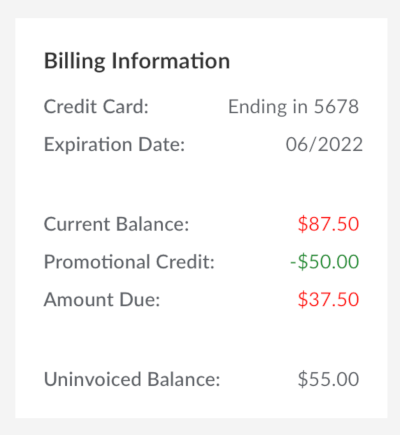 Billing Information
Credit Card: Ending in 5678
Expiration Date: 06/2022
Current Balance: $87.50
Promotional Credit: -$50.00
Amount Due: $37.50
Uninvoiced Balance: $55.00